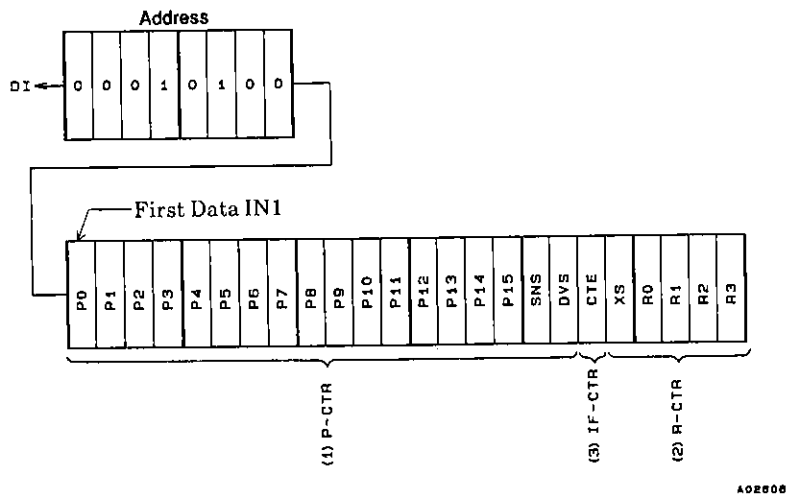 Address
DI 0 0 0 1 0 1 0 0
First Data IN1
P0 P1 P2 P3 P4 P5 P6 P7 P8 P9 P10 P11 P12 P13 P14 P15 SNS DVS CTE XS R0 R1 R2 R3
(1) P-CTR
(3) IF-CTR
(2) R-CTR
A02606